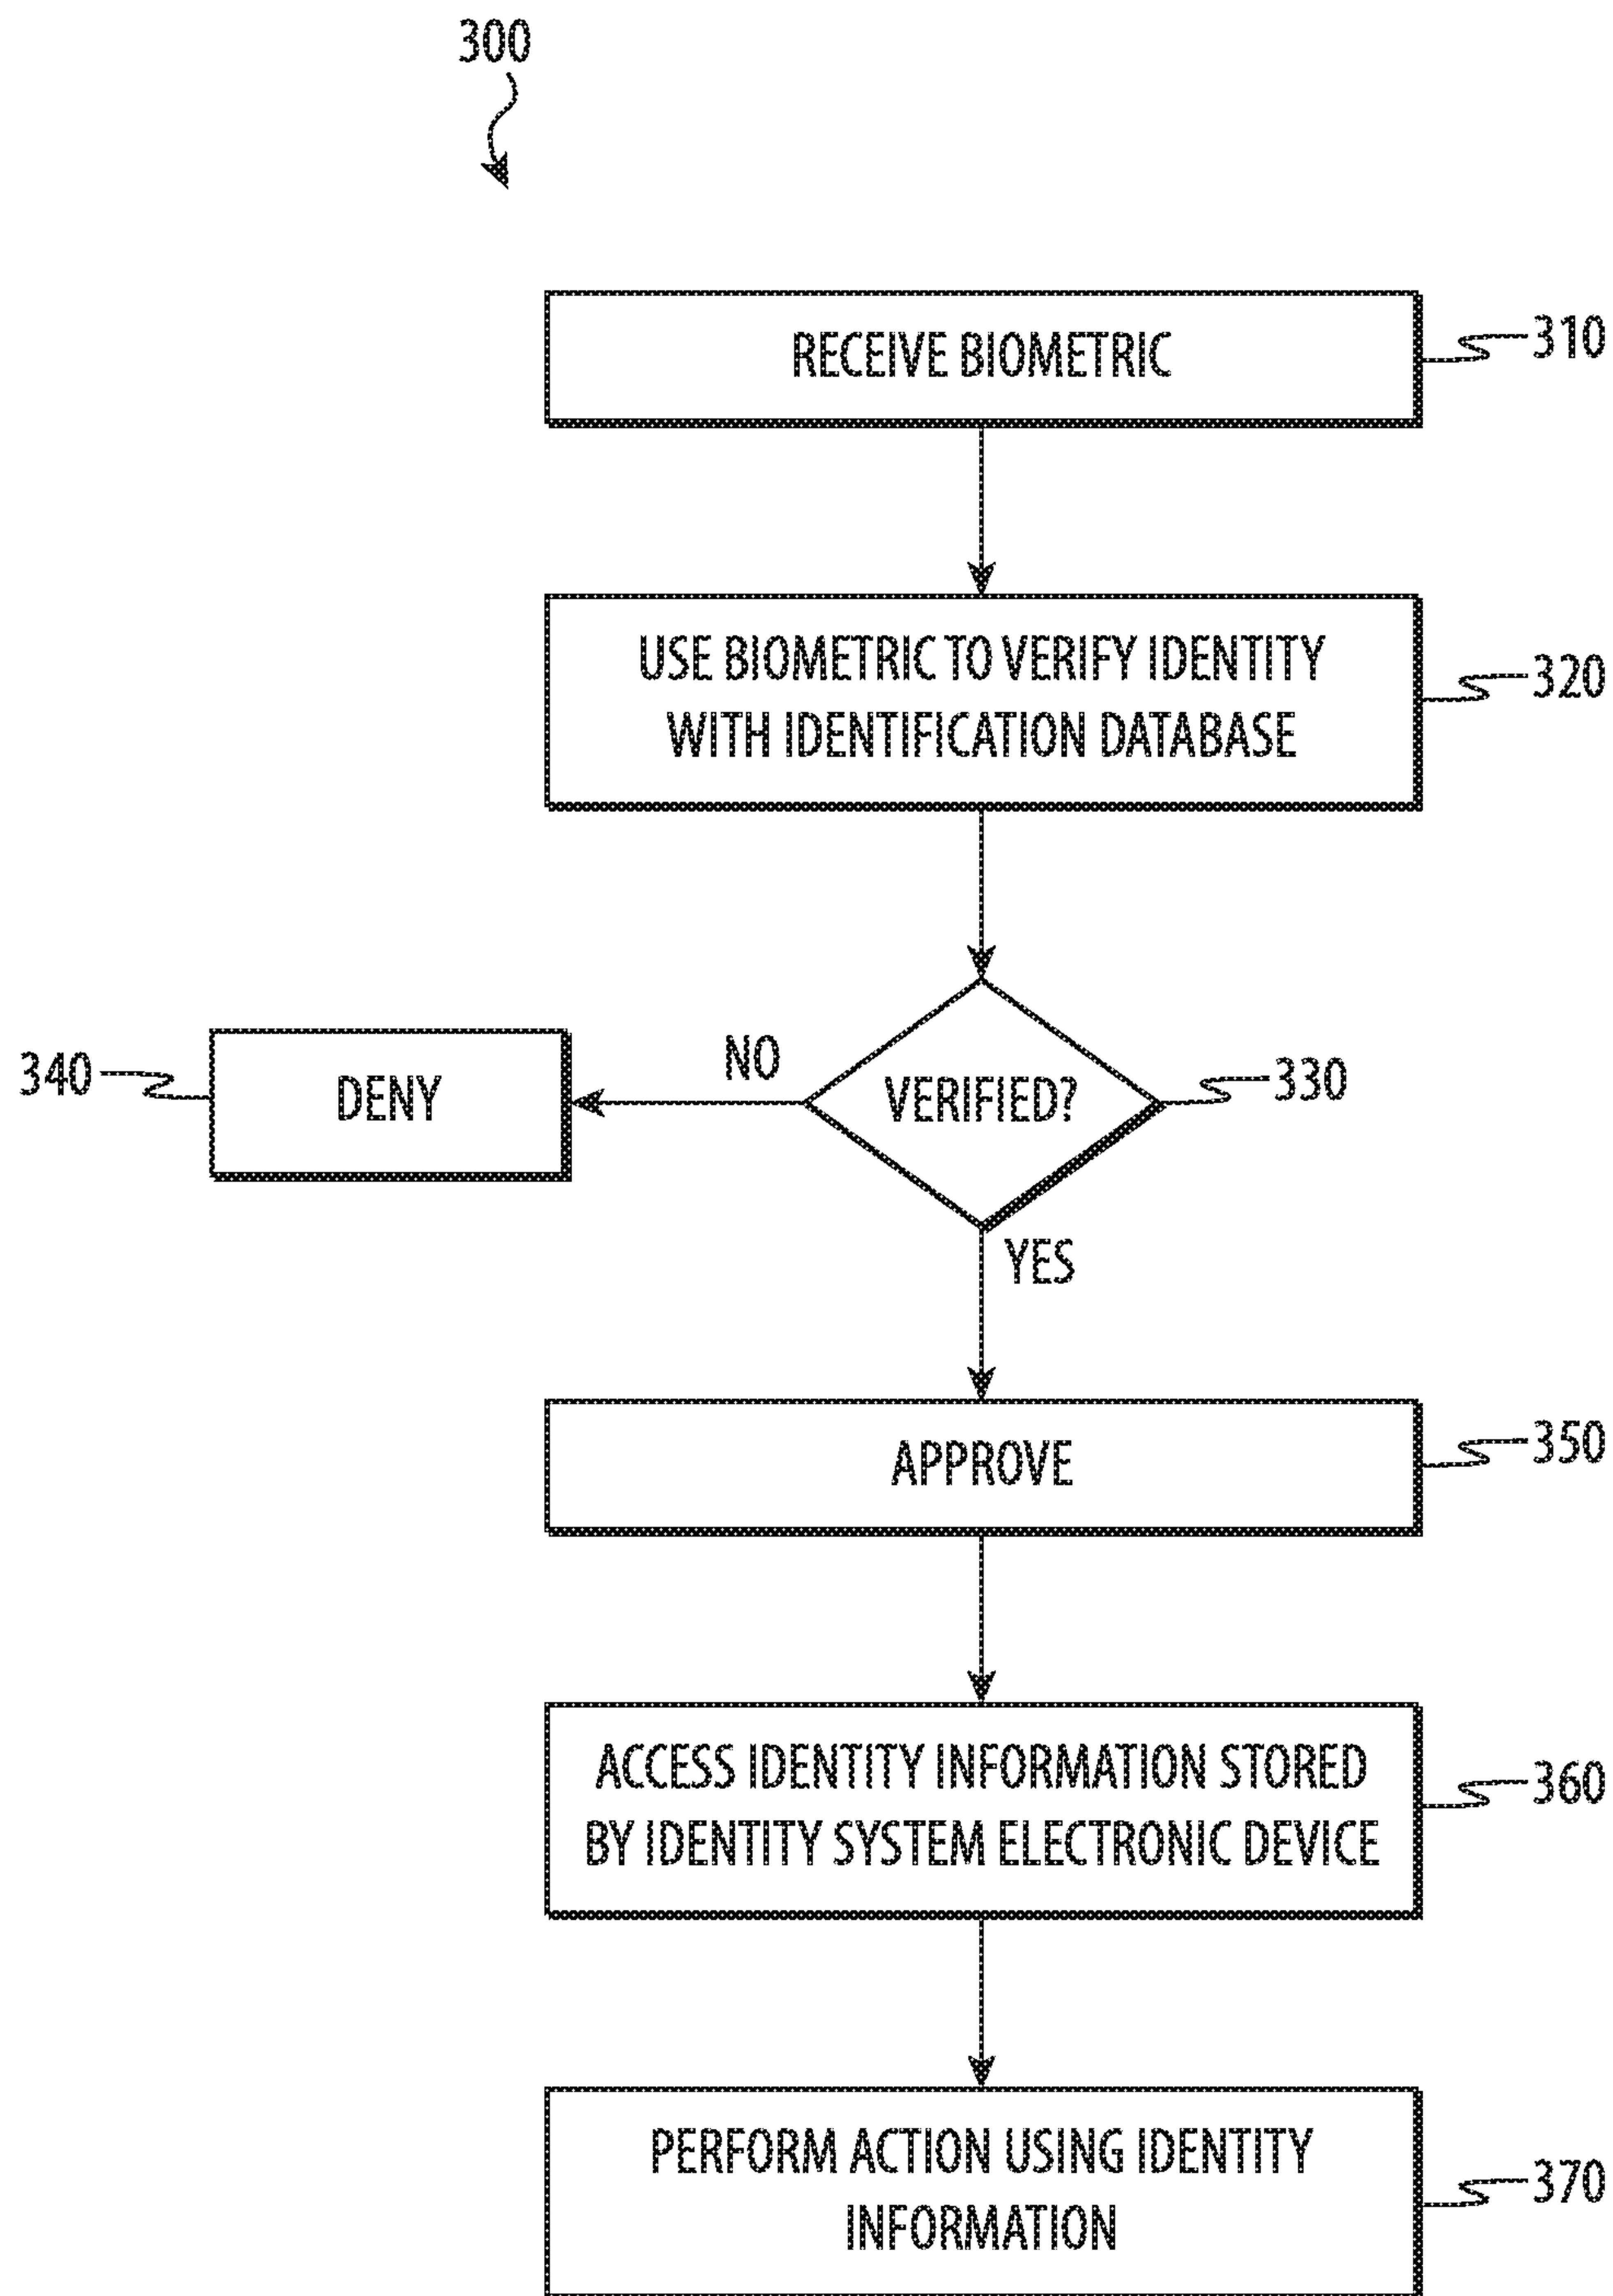 300
RECEIVE BIOMETRIC
310
USE BIOMETRIC TO VERIFY IDENTITY
WITH IDENTIFICATION DATABASE
320
340
DENY
NO
VERIFIED?
330
YES
APPROVE
350
ACCESS IDENTITY INFORMATION STORED
BY IDENTITY SYSTEM ELECTRONIC DEVICE
360
PERFORM ACTION USING IDENTITY
INFORMATION
370